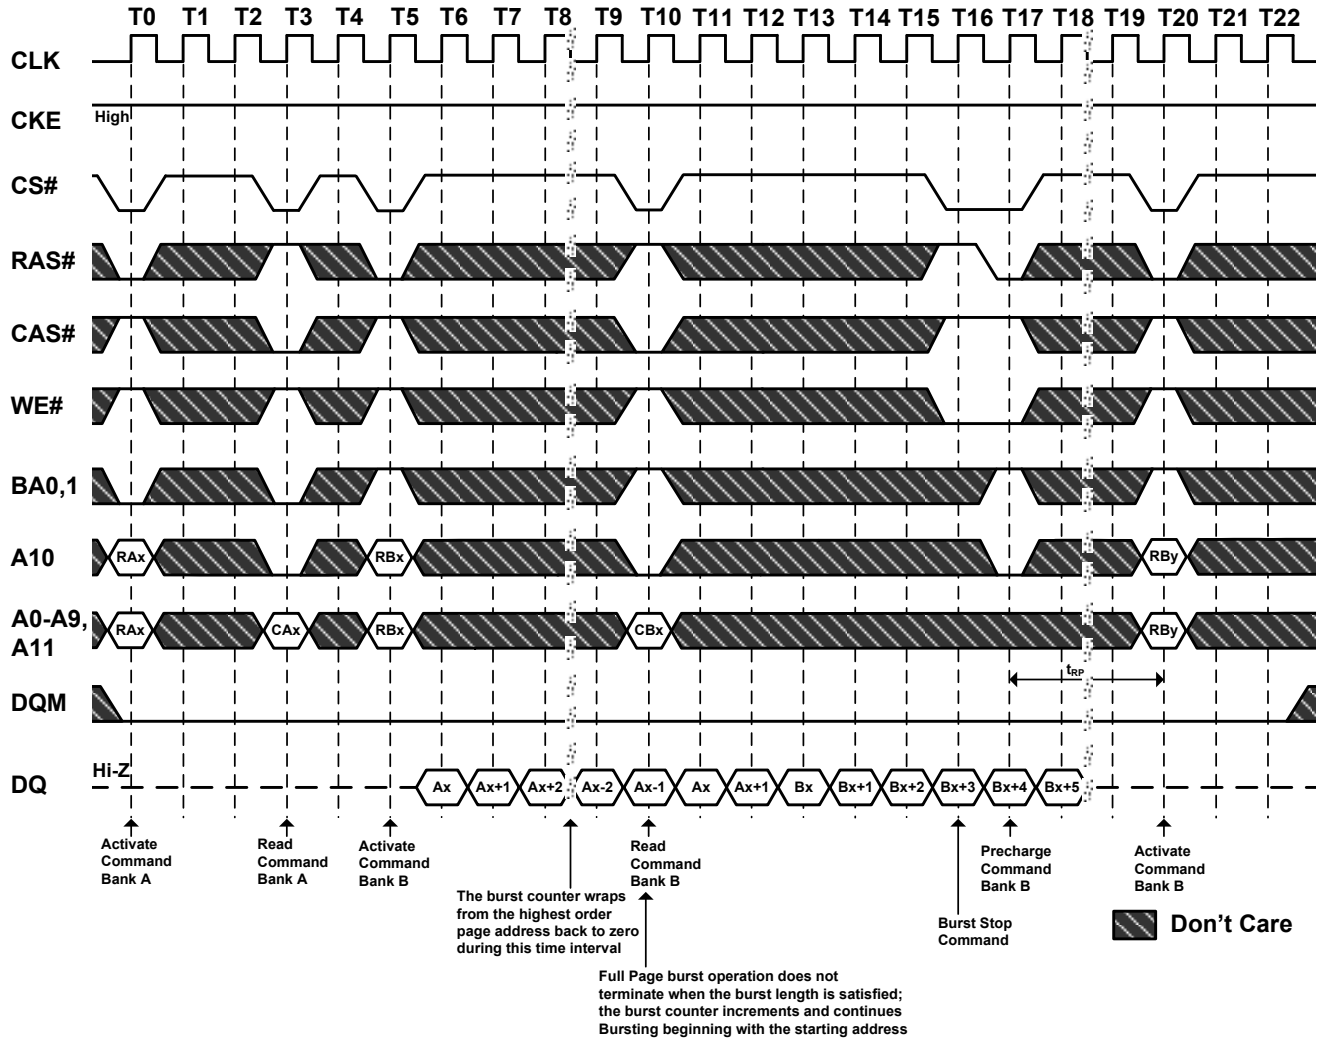 T0 T1 T2 T3 T4 T5 T6 T7 T8 T9 T10 T11 T12 T13 T14 T15 T16 T17 T18 T19 T20 T21 T22
CLK
CKE High
CS#
RAS#
CAS#
WE#
BA0,1
A10 RAx RBx RBy
A0-A9,
A11
RAx CAx RBx CBx RBy
tRP
DQM
DQ Hi-Z Ax Ax+1 Ax+2 Ax-2 Ax-1 Ax Ax+1 Bx Bx+1 Bx+2 Bx+3 Bx+4 Bx+5
Activate
Command
Bank A
Read
Command
Bank A
Activate
Command
Bank B
The burst counter wraps
from the highest order
page address back to zero
during this time interval
Read
Command
Bank B
Full Page burst operation does not
terminate when the burst length is satisfied;
the burst counter increments and continues
Bursting beginning with the starting address
Burst Stop
Command
Precharge
Command
Bank B
Activate
Command
Bank B
Don't Care